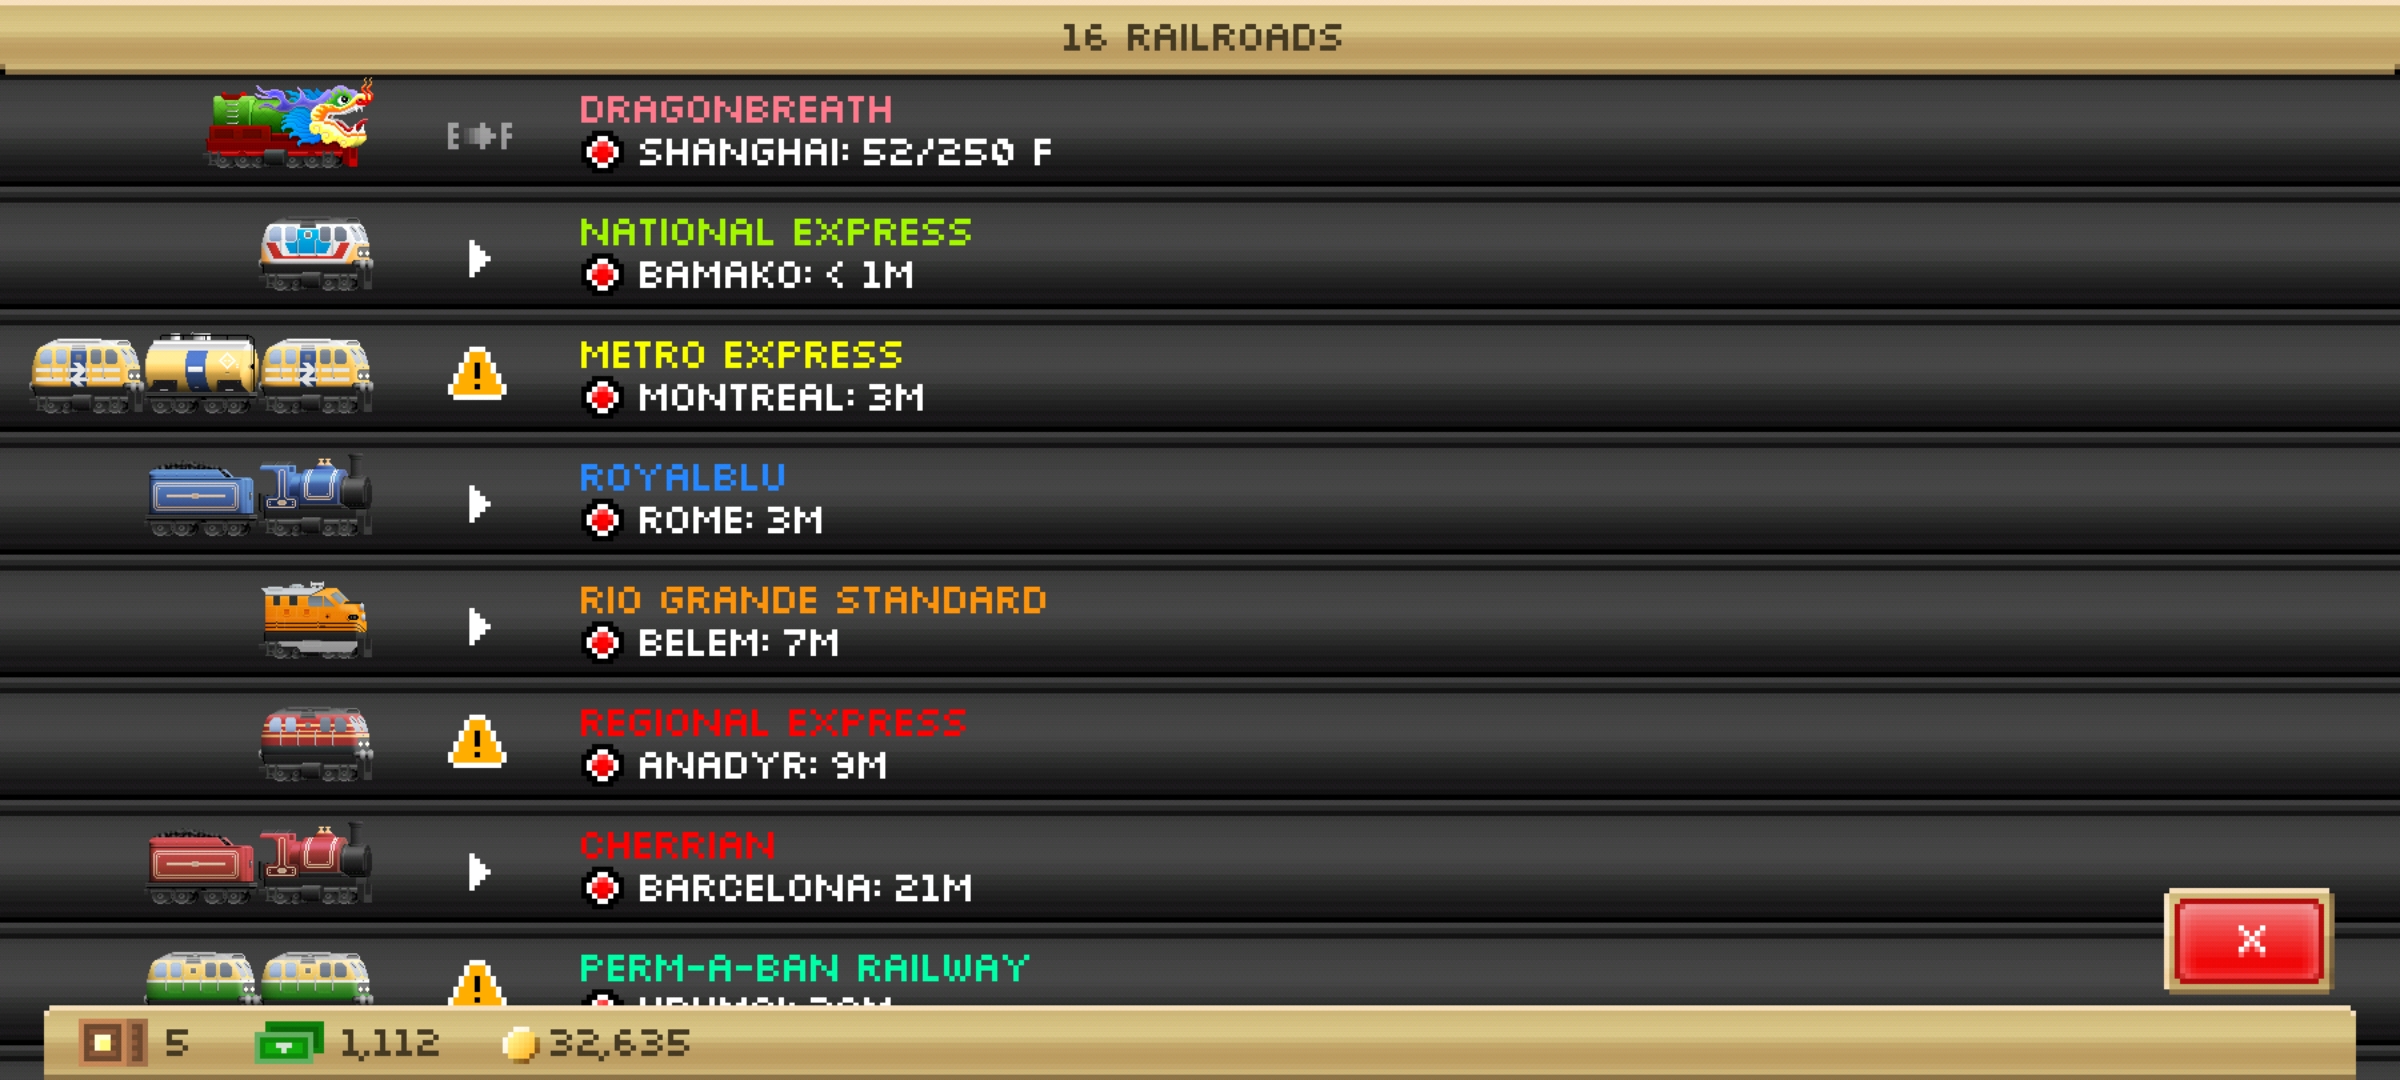 16 RAILROADS
E F
DRAGONBREATH
SHANGHAI: 52/250 F
NATIONAL EXPRESS
BAMAKO: < 1M
METRO EXPRESS
MONTREAL: 3M
ROYALBLU
ROME: 3M
RIO GRANDE STANDARD
BELEM: 7M
REGIONAL EXPRESS
ANADYR: 9M
CHERRIAN
BARCELONA: 21M
PERM-A-BAN RAILWAY
X
5 1,112 32,635